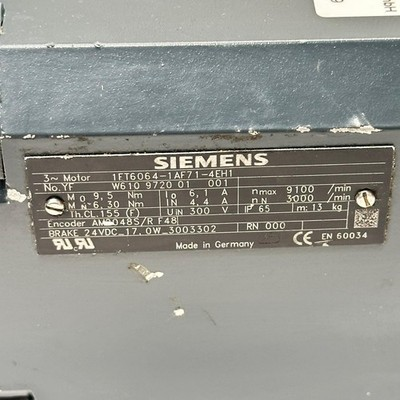 SIEMENS
3~ Motor 1FT6064-1AF71-4EH1
No.YF W610 9720 01 001
M0 9,5 Nm I0 6,1 A nmax 9100 /min
MN 6,30 Nm IN 4,4 A nN 3000 /min
Th.CL.155 (F) UiN 300 V IP 65 m: 13 kg
Encoder AM2048S/R F48 RN 000
BRAKE 24VDC 17.0W 3003302
Made in Germany CE EN 60034